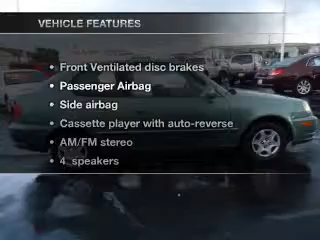 VEHICLE FEATURES
• Front Ventilated disc brakes
• Passenger Airbag
• Side airbag
• Cassette player with auto-reverse
• AM/FM stereo
• 4 speakers